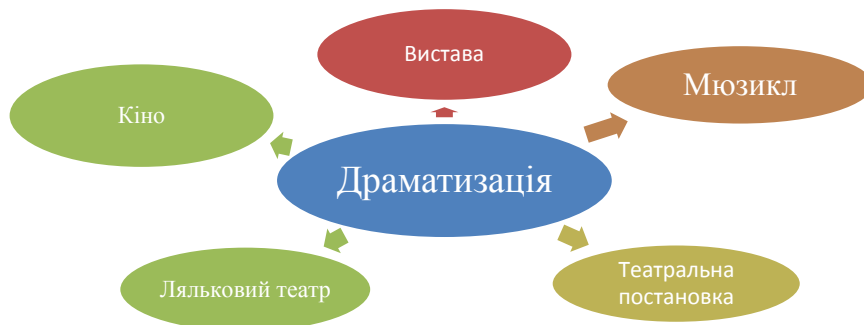 Вистава
Мюзикл
Кіно
Драматизація
Ляльковий театр
Театральна
постановка